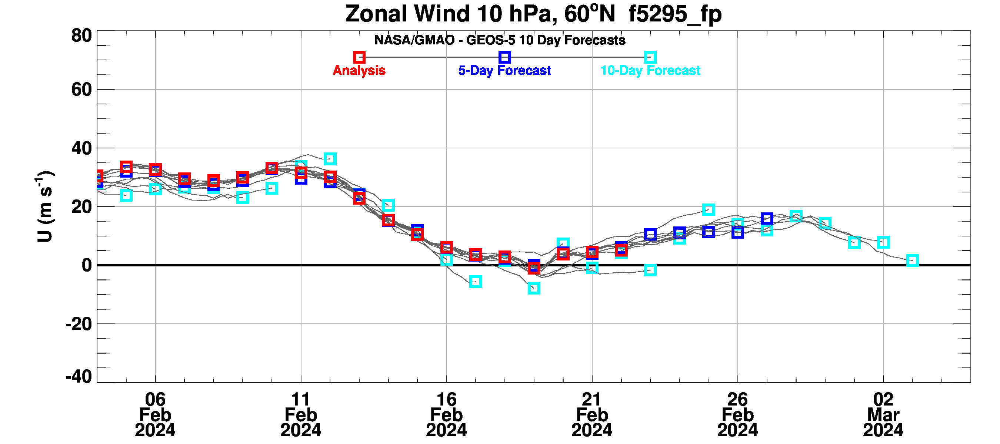 Zonal Wind 10 hPa, 60°N f5295_fp
NASA/GMAO - GEOS-5 10 Day Forecasts
Analysis 5-Day Forecast 10-Day Forecast
U (m s⁻¹)
80
60
40
20
0
-20
-40
06 11 16 21 26 02
Feb Feb Feb Feb Feb Mar
2024 2024 2024 2024 2024 2024